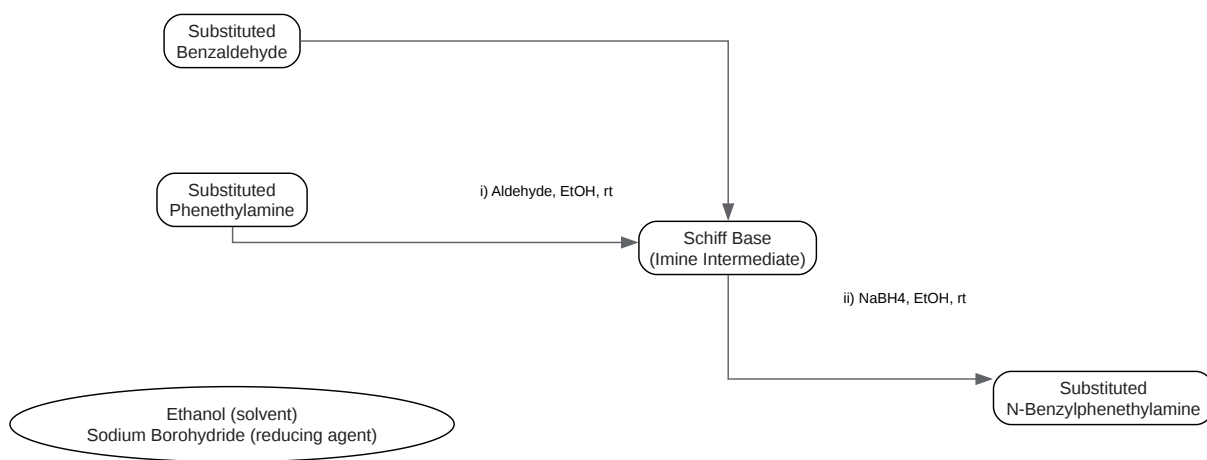 Substituted
Benzaldehyde
Substituted
Phenethylamine
i) Aldehyde, EtOH, rt
Schiff Base
(Imine Intermediate)
ii) NaBH4, EtOH, rt
Substituted
N-Benzylphenethylamine
Ethanol (solvent)
Sodium Borohydride (reducing agent)